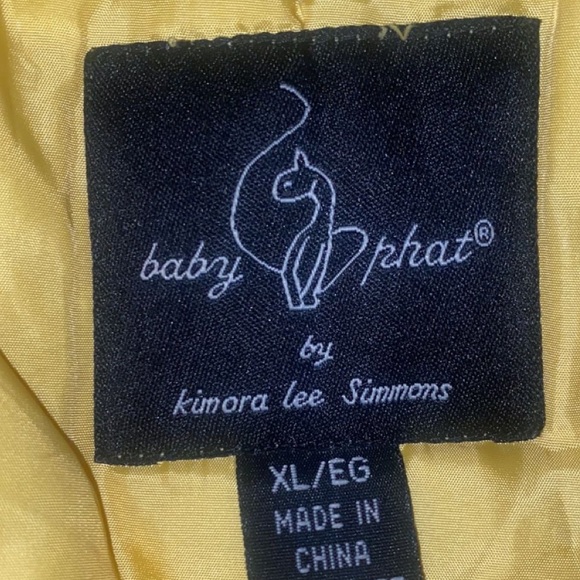 baby phat®
by
kimora lee Simmons
XL/EG
MADE IN
CHINA